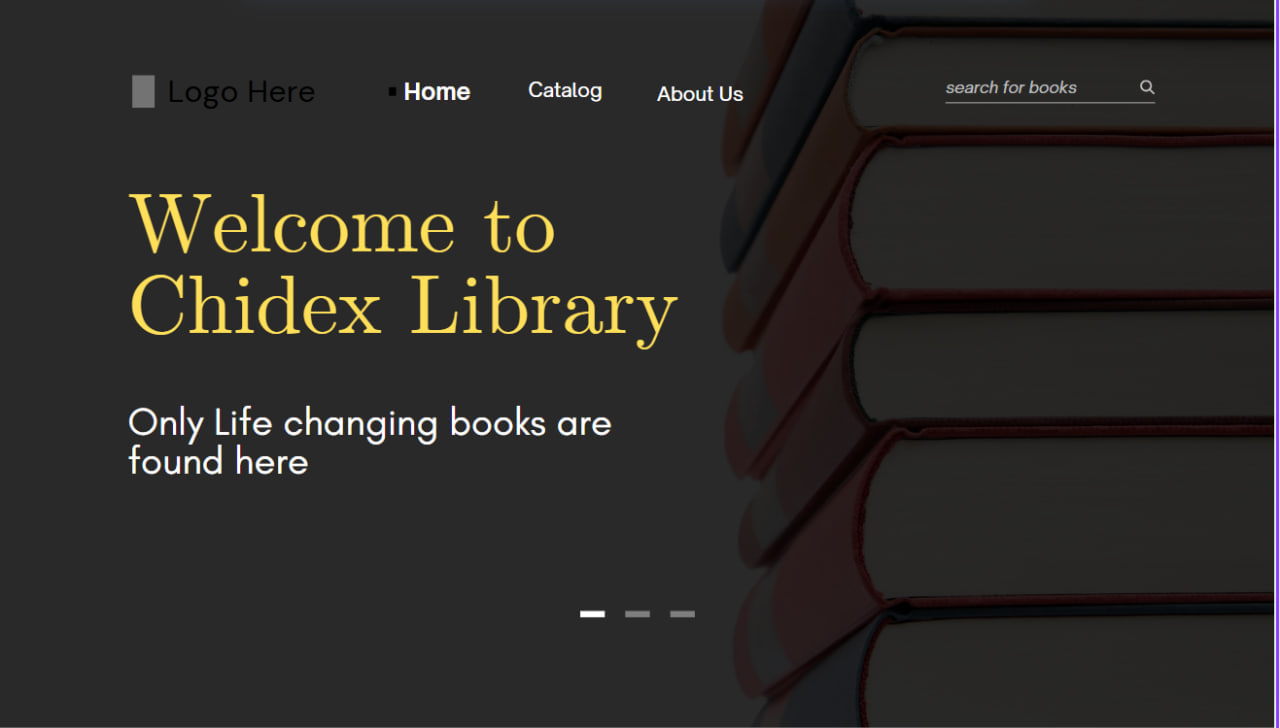 Logo Here
Home
Catalog
About Us
search for books
Welcome to
Chidex Library
Only Life changing books are
found here